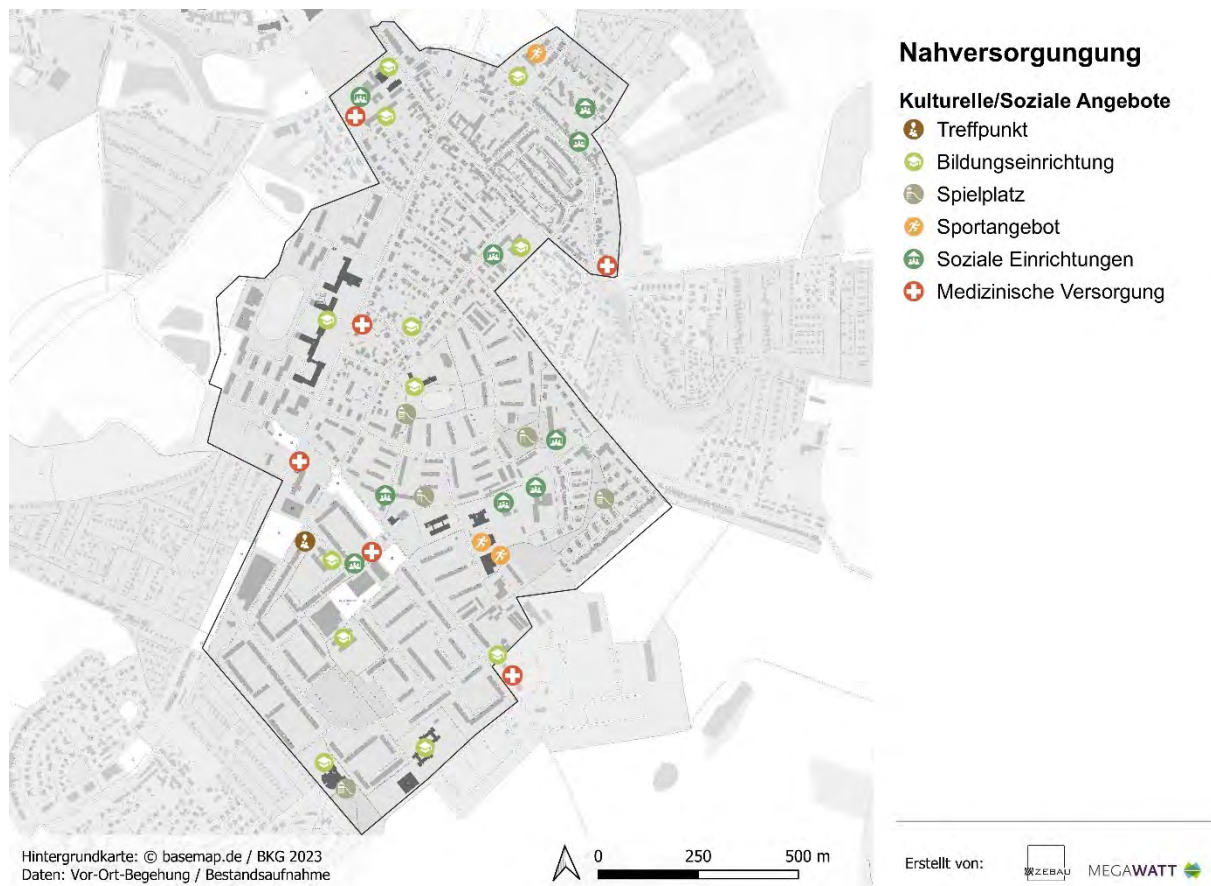 Nahversorgungung
Kulturelle/Soziale Angebote
Treffpunkt
Bildungseinrichtung
Spielplatz
Sportangebot
Soziale Einrichtungen
Medizinische Versorgung
Hintergrundkarte: © basemap.de / BKG 2023
Daten: Vor-Ort-Begehung / Bestandsaufnahme
0 250 500 m
Erstellt von:
ZEBAU
MEGAWATT